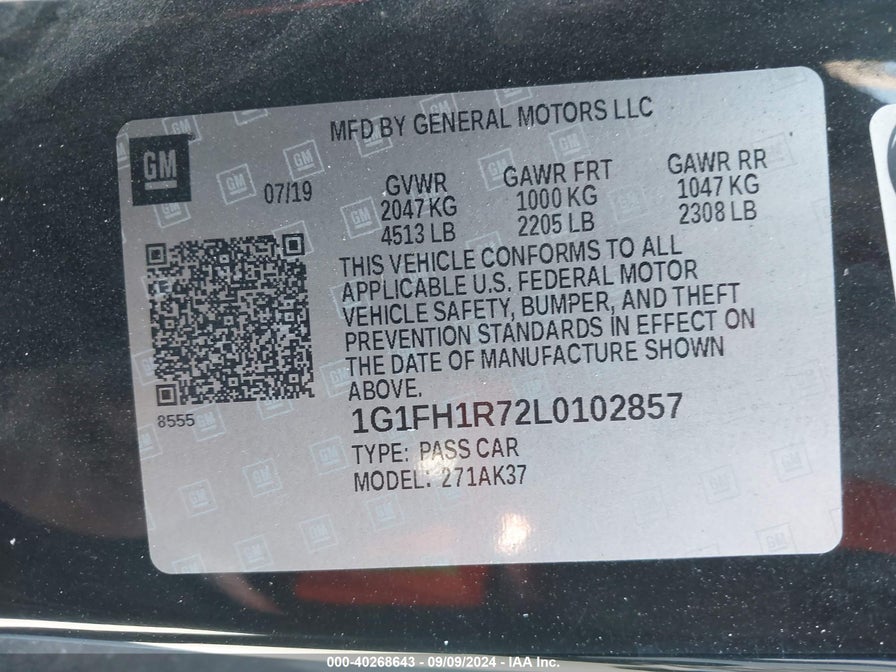 MFD BY GENERAL MOTORS LLC
GM
07/19
GVWR
2047 KG
4513 LB
GAWR FRT
1000 KG
2205 LB
GAWR RR
1047 KG
2308 LB
THIS VEHICLE CONFORMS TO ALL
APPLICABLE U.S. FEDERAL MOTOR
VEHICLE SAFETY, BUMPER, AND THEFT
PREVENTION STANDARDS IN EFFECT ON
THE DATE OF MANUFACTURE SHOWN
ABOVE.
8555
1G1FH1R72L0102857
TYPE: PASS CAR
MODEL: 271AK37
000-40268643 - 09/09/2024 - IAA Inc.